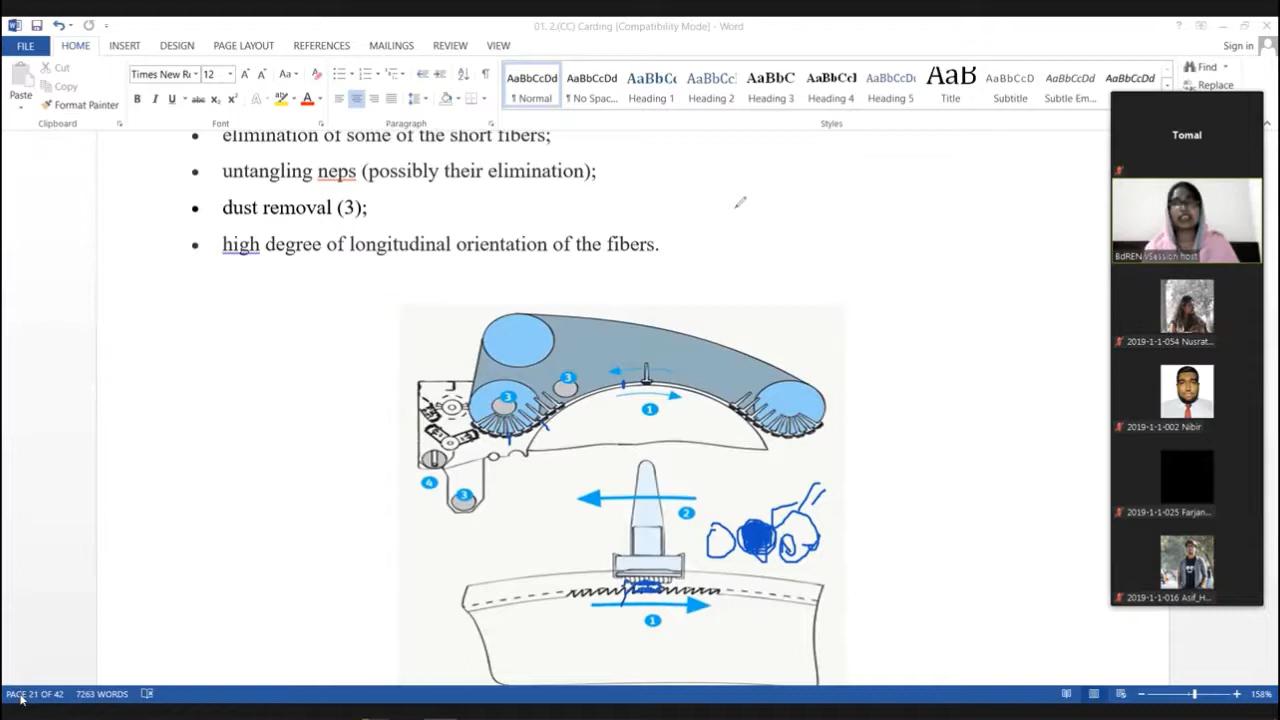 01. 2.(CC) Carding [Compatibility Mode] - Word
FILE HOME INSERT DESIGN PAGE LAYOUT REFERENCES MAILINGS REVIEW VIEW Sign in
Paste
Cut
Copy
Format Painter
Times New R 12
Clipboard
Font
Paragraph
AaBbCcDd AaBbCcDd AaBbCc AaBbCc AaBbC AaBbCcI AaBbCcDd AaB AaBbCcDd AaBbCcDd AaBbCcDd
¶ Normal ¶ No Spac... Heading 1 Heading 2 Heading 3 Heading 4 Heading 5 Title Subtitle Subtle Em...
Styles
Find
Replace
elimination of some of the short fibers;
untangling neps (possibly their elimination);
dust removal (3);
high degree of longitudinal orientation of the fibers.
3
3
1
4
3
2
1
Tomal
BdREN vSession host
2019-1-1-054 Nusrat...
2019-1-1-002 Nibir
2019-1-1-025 Farjan...
2019-1-1-016 Asif_H...
PAGE 21 OF 42 7263 WORDS
158%